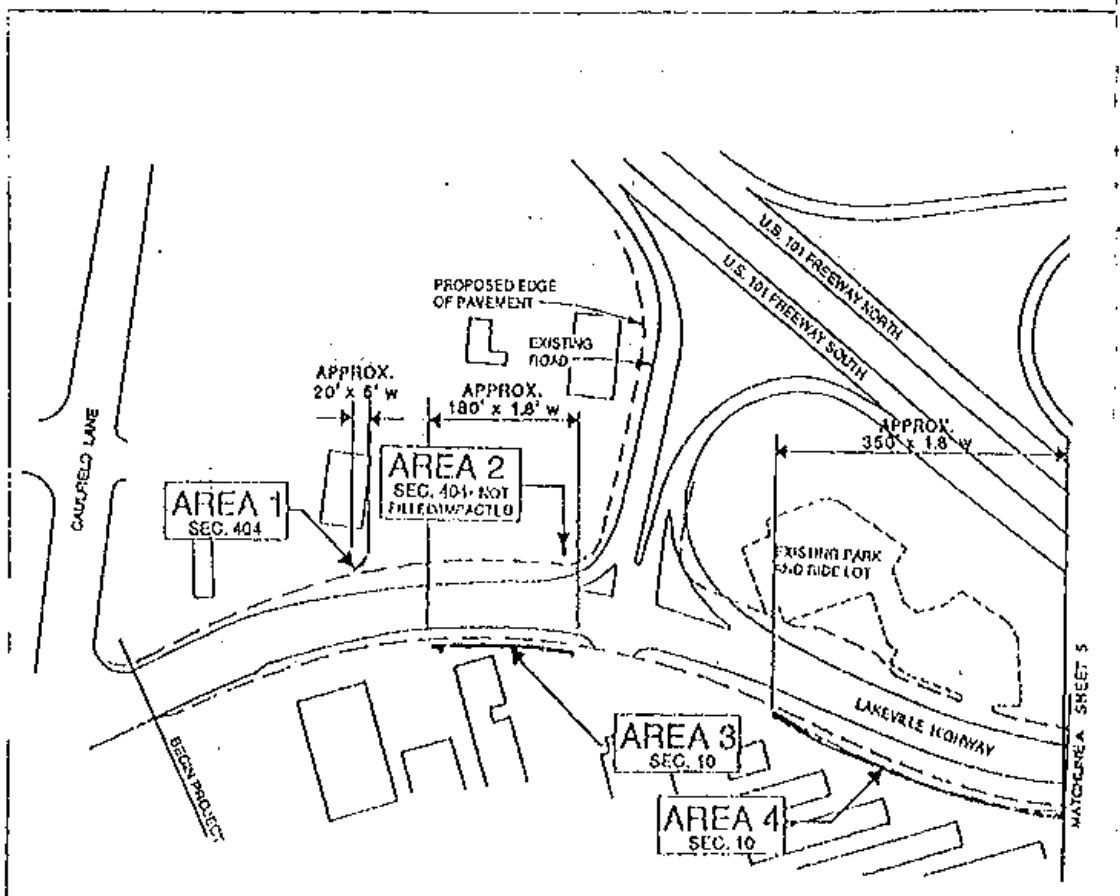 U.S. 101 FREEWAY NORTH
U.S. 101 FREEWAY SOUTH
PROPOSED EDGE
OF PAVEMENT
EXISTING
ROAD
APPROX.
20' x 5' W
APPROX.
180' x 1.8' W
APPROX.
350' x 1.8' W
CAULFIELD LANE
AREA 1
SEC. 404
AREA 2
SEC. 404: NOT
FILLED/IMPACTED
EXISTING PARK
AND RIDE LOT
LAKEVILLE HIGHWAY
MATCHLINE A SHEET 5
BEGIN PROJECT
AREA 3
SEC. 10
AREA 4
SEC. 10